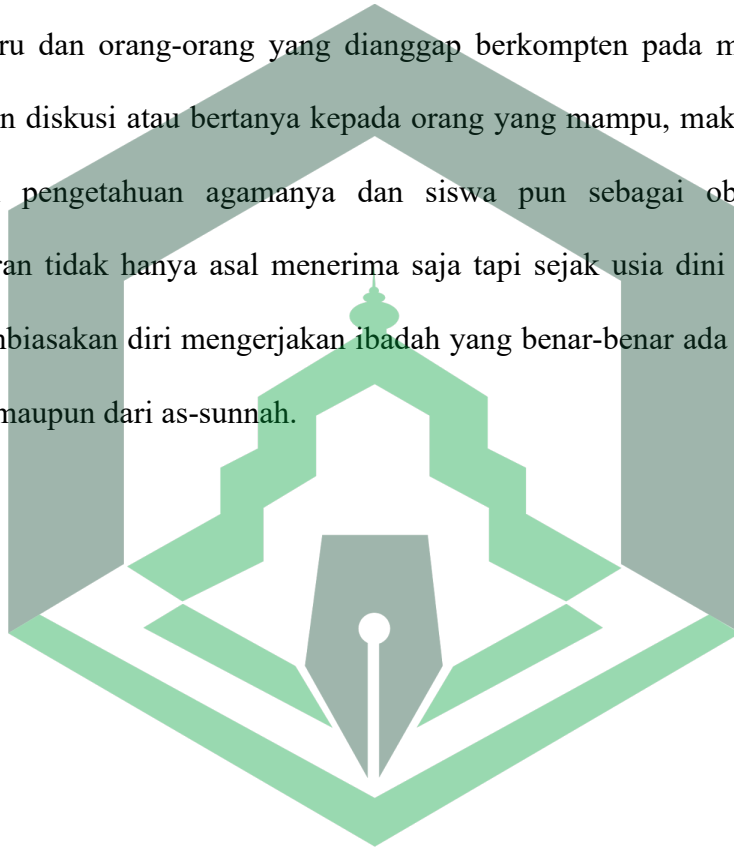 ru dan orang-orang yang dianggap berkompten pada m
n diskusi atau bertanya kepada orang yang mampu, mak
pengetahuan agamanya dan siswa pun sebagai ob
ran tidak hanya asal menerima saja tapi sejak usia dini
biasakan diri mengerjakan ibadah yang benar-benar ada
maupun dari as-sunnah.